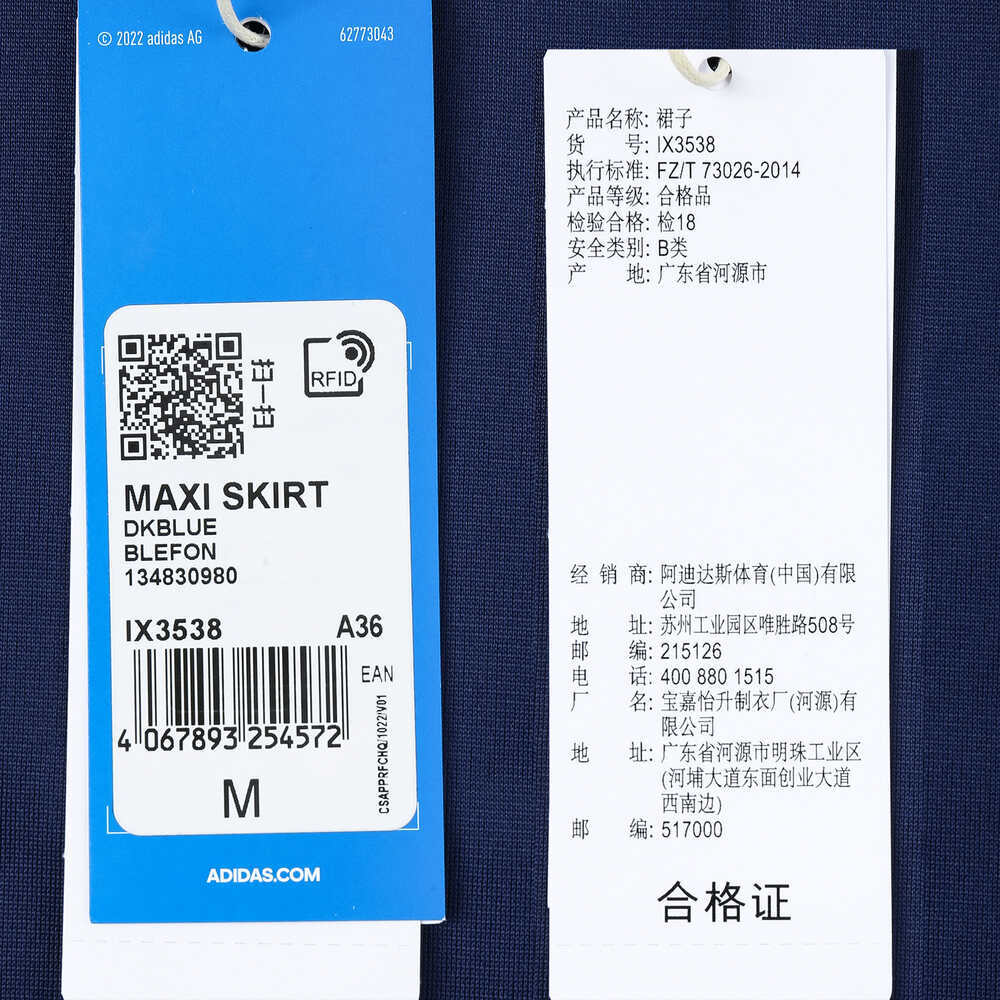 © 2022 adidas AG
62773043
扫一扫
RFID
MAXI SKIRT
DKBLUE
BLEFON
134830980
IX3538 A36
EAN
4 067893 254572
CSAPPRFCHQ/1022/V01
M
ADIDAS.COM
产品名称: 裙子
货 号: IX3538
执行标准: FZ/T 73026-2014
产品等级: 合格品
检验合格: 检18
安全类别: B类
产 地: 广东省河源市
经 销 商: 阿迪达斯体育(中国)有限
公司
地 址: 苏州工业园区唯胜路508号
邮 编: 215126
电 话: 400 880 1515
厂 名: 宝嘉怡升制衣厂(河源)有
限公司
地 址: 广东省河源市明珠工业区
(河埔大道东面创业大道
西南边)
邮 编: 517000
合格证